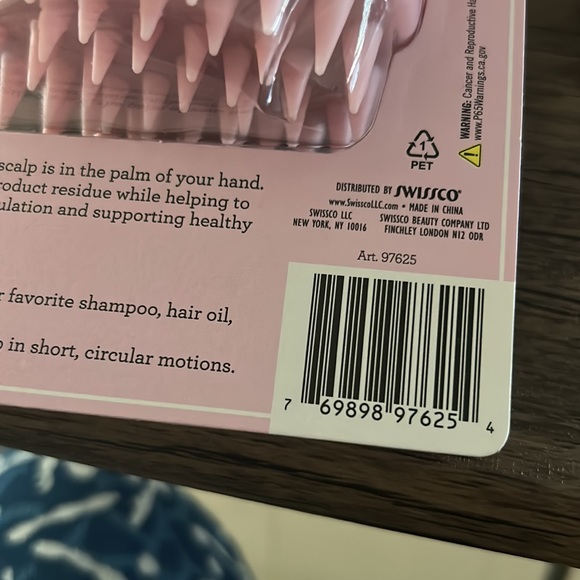 WARNING: Cancer and Reproductive Ha
www.P65Warnings.ca.gov
1
PET
scalp is in the palm of your hand.
roduct residue while helping to
ulation and supporting healthy
DISTRIBUTED BY SWISSCO®
www.SwisscoLLC.com • MADE IN CHINA
SWISSCO LLC
NEW YORK, NY 10016
SWISSCO BEAUTY COMPANY LTD
FINCHLEY LONDON N12 0DR
Art. 97625
r favorite shampoo, hair oil,
in short, circular motions.
7 69898 97625 4